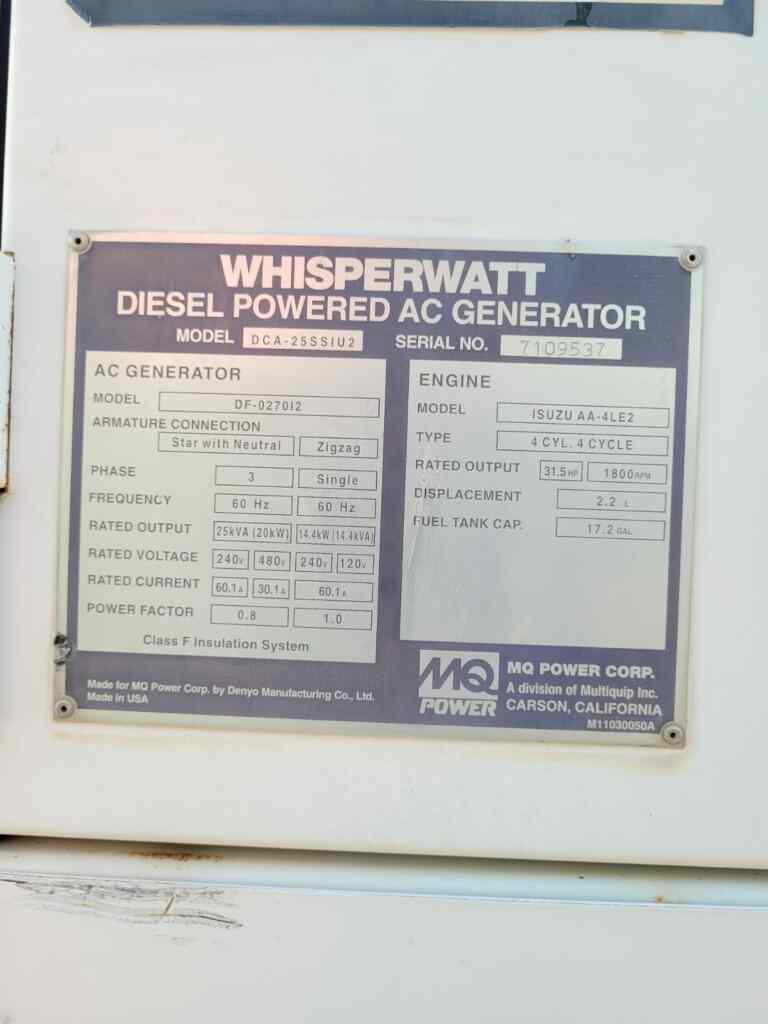 WHISPERWATT
DIESEL POWERED AC GENERATOR
MODEL DCA-25SSIU2 SERIAL NO. 7109537
AC GENERATOR
MODEL DF-0270I2
ARMATURE CONNECTION
Star with Neutral Zigzag
PHASE 3 Single
FREQUENCY 60 Hz 60 Hz
RATED OUTPUT 25kVA (20kW) 14.4kW (14.4kVA)
RATED VOLTAGE 240V 480V 240V 120V
RATED CURRENT 60.1A 30.1A 60.1A
POWER FACTOR 0.8 1.0
Class F Insulation System
ENGINE
MODEL ISUZU AA-4LE2
TYPE 4 CYL. 4 CYCLE
RATED OUTPUT 31.5 HP 1800 RPM
DISPLACEMENT 2.2 L
FUEL TANK CAP. 17.2 GAL
Made for MQ Power Corp. by Denyo Manufacturing Co., Ltd.
Made in USA
MQ
POWER
MQ POWER CORP.
A division of Multiquip Inc.
CARSON, CALIFORNIA
M11030050A